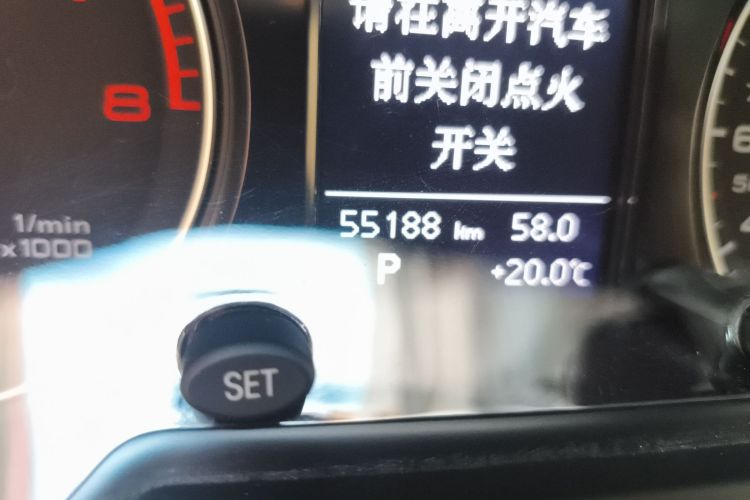 请在离开汽车
前关闭点火
开关
8
1/min
x1000
55188 km 58.0
P +20.0℃
SET